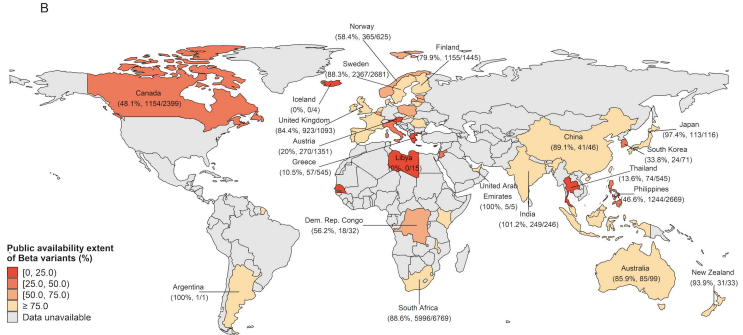 B
Norway
(58.4%, 365/625)
Sweden
(88.3%, 2367/2681)
Finland
(79.9%, 1155/1445)
Canada
(48.1%, 1154/2399)
Iceland
(0%, 0/4)
United Kingdom
(84.4%, 923/1093)
Austria
(20%, 270/1351)
Greece
(10.5%, 57/545)
Libya
(0%, 0/15)
China
(89.1%, 41/46)
Japan
(97.4%, 113/116)
South Korea
(33.8%, 24/71)
Thailand
(13.6%, 74/545)
Philippines
(46.6%, 1244/2669)
United Arab
Emirates
(100%, 5/5)
India
(101.2%, 249/246)
Dem. Rep. Congo
(56.2%, 18/32)
Argentina
(100%, 1/1)
South Africa
(88.6%, 5996/6769)
Australia
(85.9%, 85/99)
New Zealand
(93.9%, 31/33)
Public availability extent
of Beta variants (%)
[0, 25.0)
[25.0, 50.0)
[50.0, 75.0)
≥ 75.0
Data unavailable